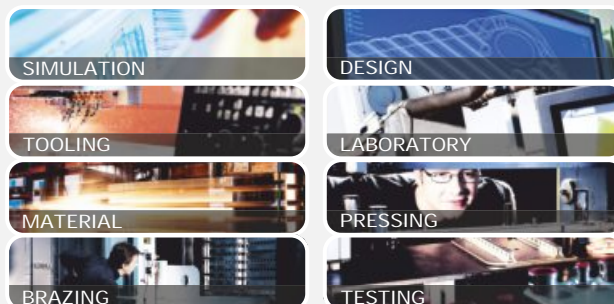 SIMULATION
DESIGN
TOOLING
LABORATORY
MATERIAL
PRESSING
BRAZING
TESTING